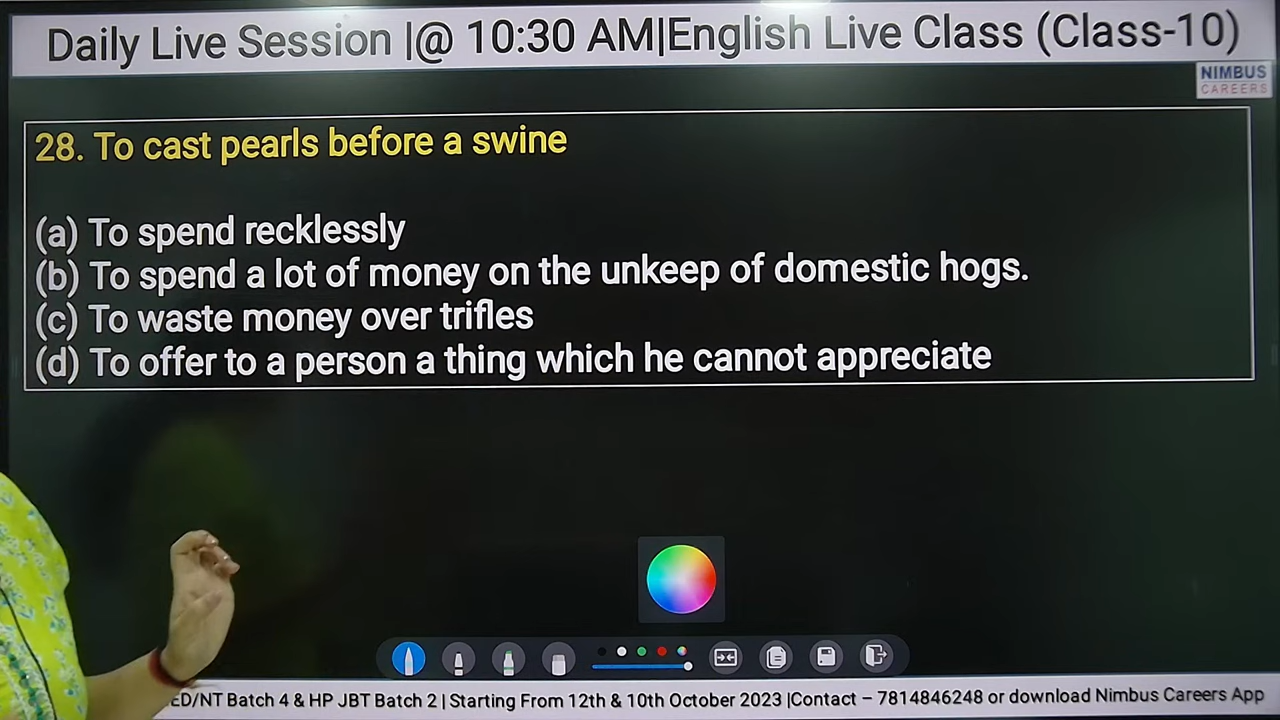 Daily Live Session |@ 10:30 AM|English Live Class (Class-10)
NIMBUS
CAREERS
28. To cast pearls before a swine
(a) To spend recklessly
(b) To spend a lot of money on the unkeep of domestic hogs.
(c) To waste money over trifles
(d) To offer to a person a thing which he cannot appreciate
ED/NT Batch 4 & HP JBT Batch 2 | Starting From 12th & 10th October 2023 |Contact – 7814846248 or download Nimbus Careers App